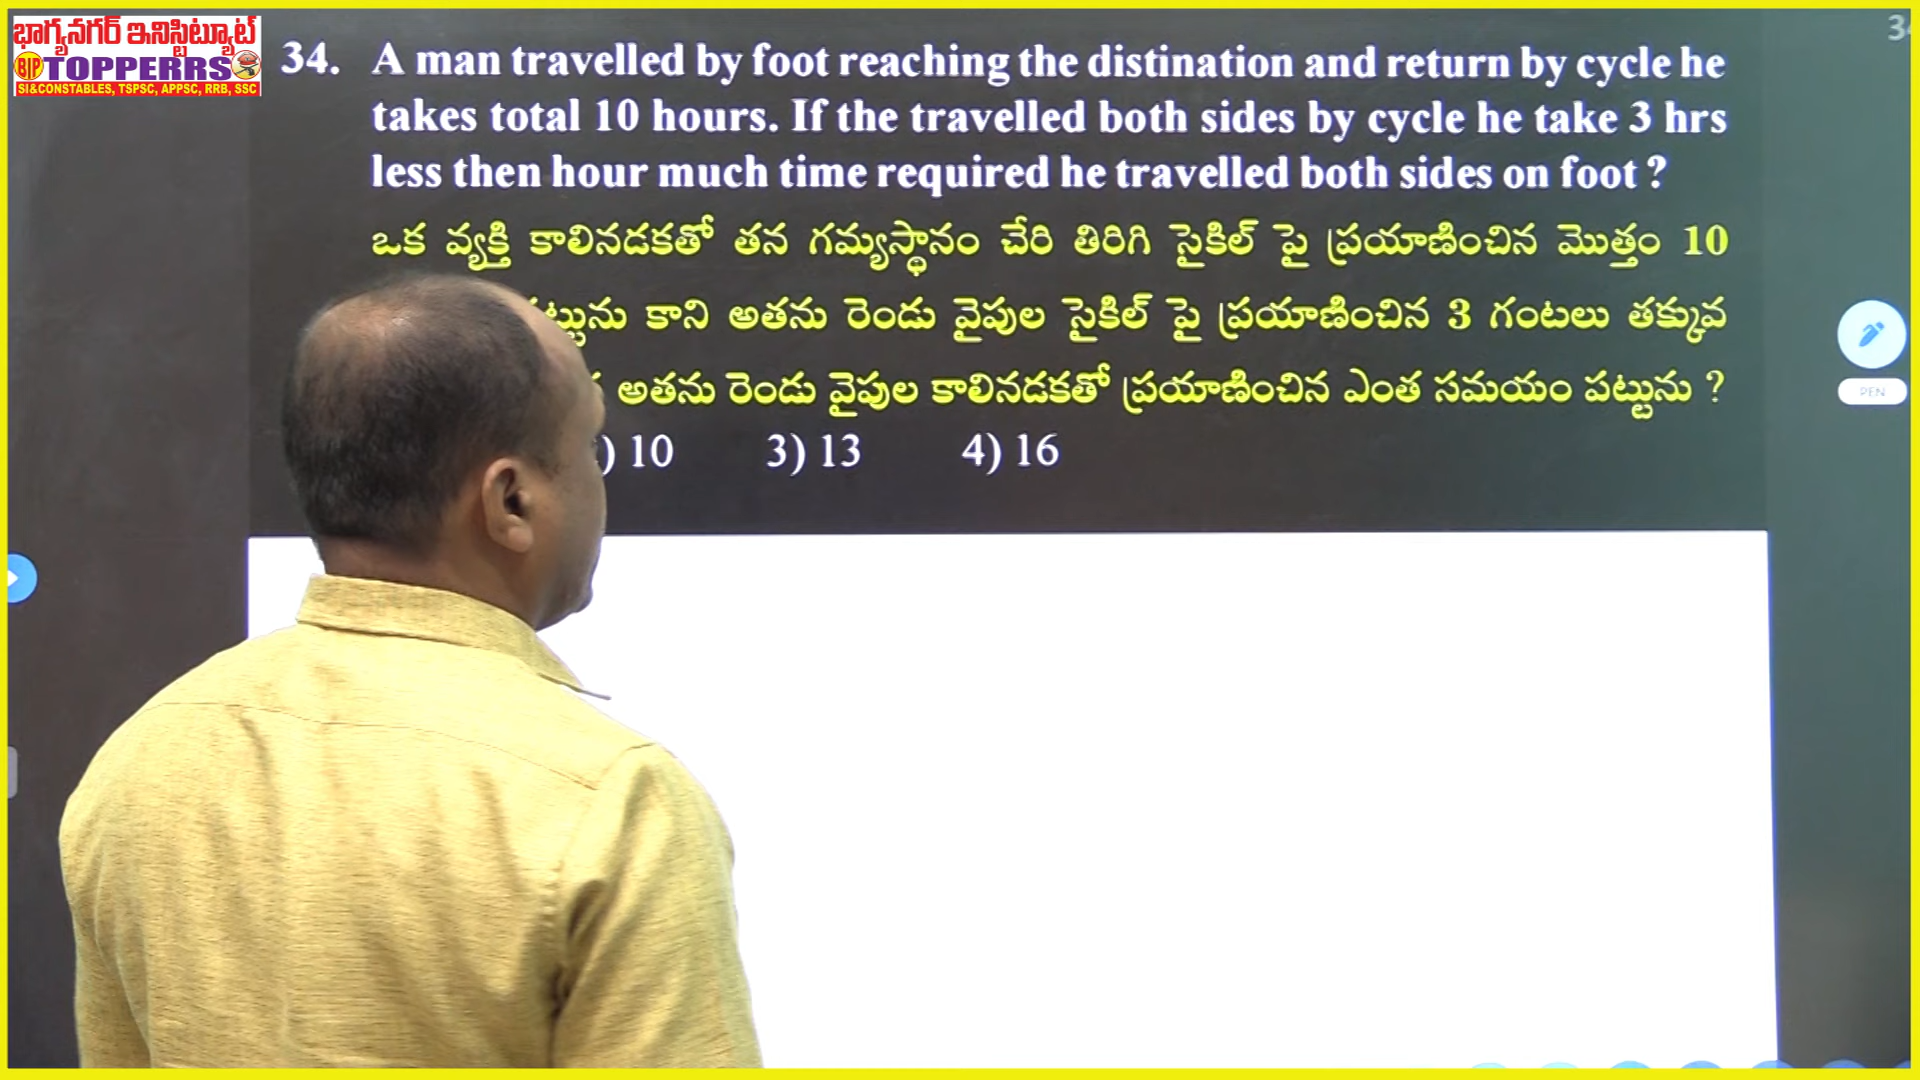 భాగ్యనగర్ ఇనిస్టిట్యూట్
BIP TOPPERRS
SI&CONSTABLES, TSPSC, APPSC, RRB, SSC
34. A man travelled by foot reaching the distination and return by cycle he
takes total 10 hours. If the travelled both sides by cycle he take 3 hrs
less then hour much time required he travelled both sides on foot ?
ఒక వ్యక్తి కాలినడకతో తన గమ్యస్థానం చేరి తిరిగి సైకిల్ పై ప్రయాణించిన మొత్తం 10
కాని అతను రెండు వైపుల సైకిల్ పై ప్రయాణించిన 3 గంటలు తక్కువ
అతను రెండు వైపుల కాలినడకతో ప్రయాణించిన ఎంత సమయం పట్టును ?
) 10 3) 13 4) 16
PEN